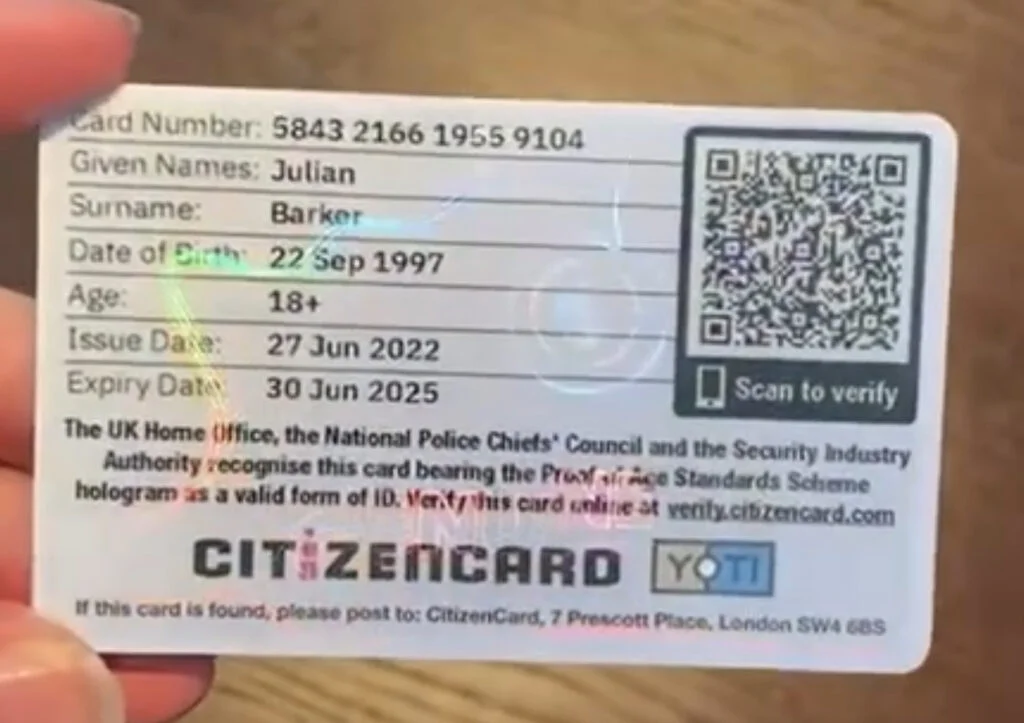 Card Number: 5843 2166 1955 9104
Given Names: Julian
Surname: Barker
Date of Birth: 22 Sep 1997
Age: 18+
Issue Date: 27 Jun 2022
Expiry Date: 30 Jun 2025
Scan to verify
The UK Home Office, the National Police Chiefs' Council and the Security Industry
Authority recognise this card bearing the Proof of Age Standards Scheme
hologram as a valid form of ID. Verify this card online at verify.citizencard.com
CITiZENCARD YOTI
If this card is found, please post to: CitizenCard, 7 Prescott Place, London SW4 6BS